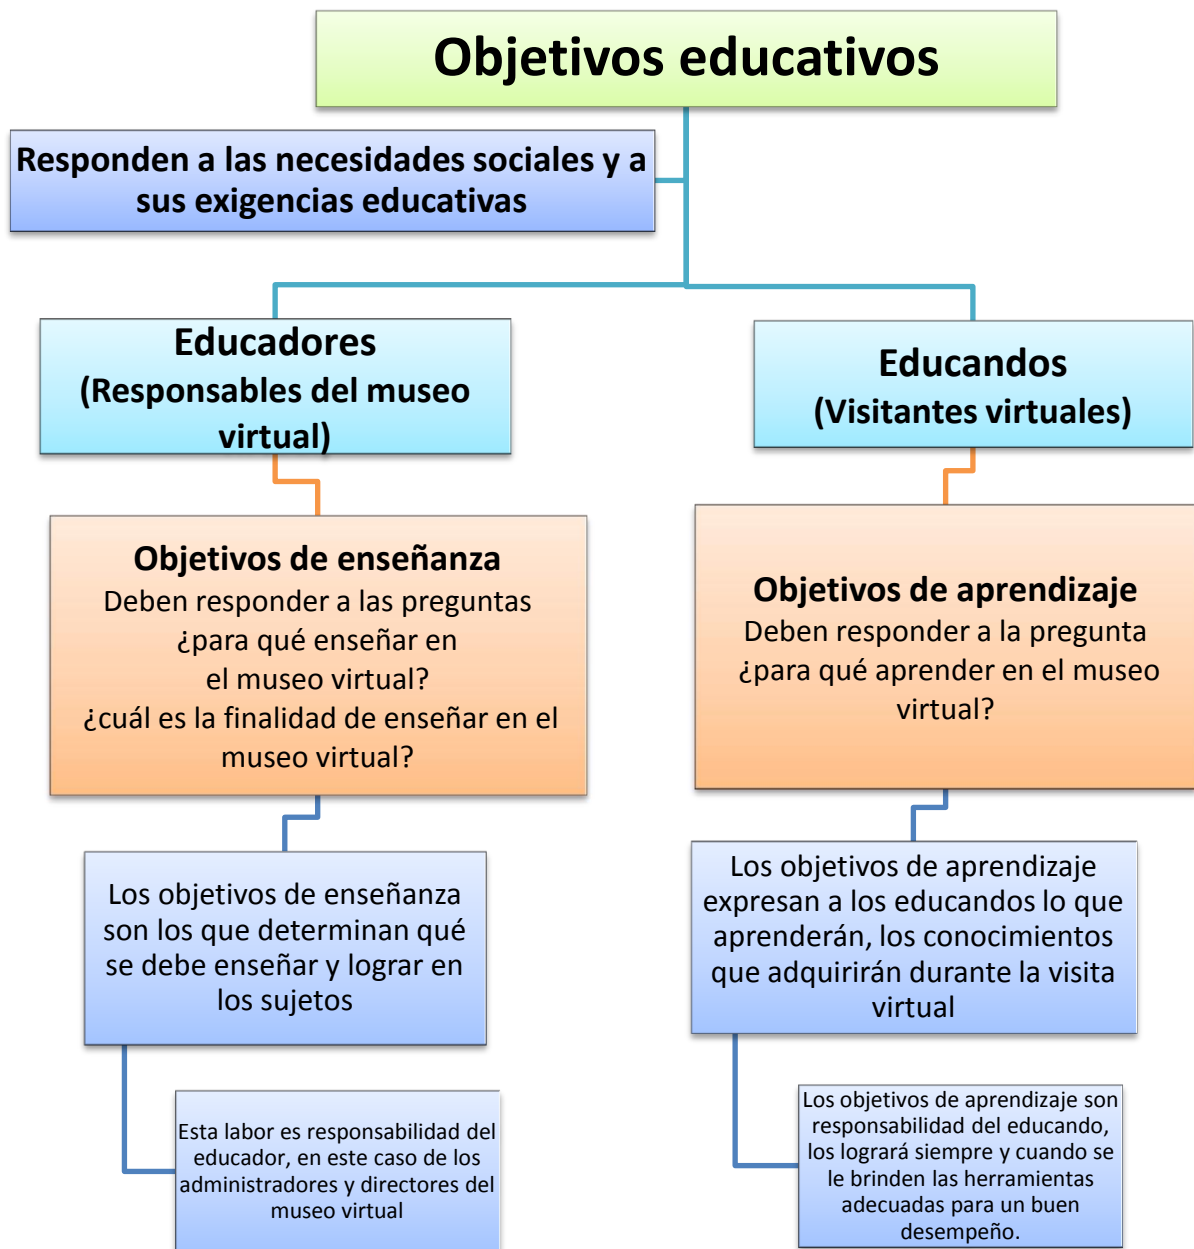 Objetivos educativos
Responden a las necesidades sociales y a
sus exigencias educativas
Educadores
(Responsables del museo
virtual)
Educandos
(Visitantes virtuales)
Objetivos de enseñanza
Deben responder a las preguntas
¿para qué enseñar en
el museo virtual?
¿cuál es la finalidad de enseñar en el
museo virtual?
Objetivos de aprendizaje
Deben responder a la pregunta
¿para qué aprender en el museo
virtual?
Los objetivos de enseñanza
son los que determinan qué
se debe enseñar y lograr en
los sujetos
Los objetivos de aprendizaje
expresan a los educandos lo que
aprenderán, los conocimientos
que adquirirán durante la visita
virtual
Esta labor es responsabilidad del
educador, en este caso de los
administradores y directores del
museo virtual
Los objetivos de aprendizaje son
responsabilidad del educando,
los logrará siempre y cuando se
le brinden las herramientas
adecuadas para un buen
desempeño.